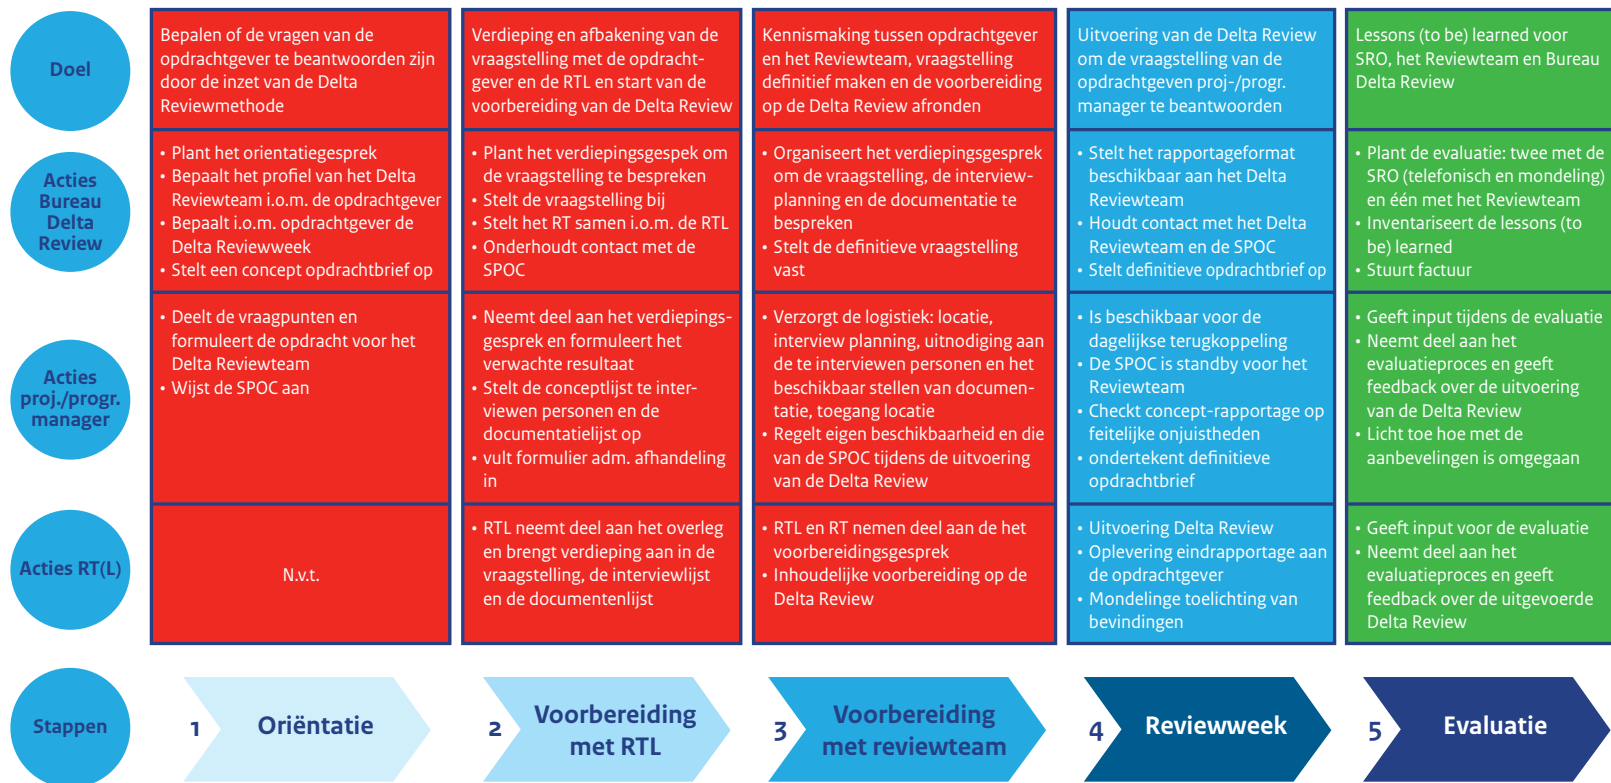 Doel
Bepalen of de vragen van de
opdrachtgever te beantwoorden zijn
door de inzet van de Delta
Reviewmethode
Verdieping en afbakening van de
vraagstelling met de opdracht-
gever en de RTL en start van de
voorbereiding van de Delta Review
Kennismaking tussen opdrachtgever
en het Reviewteam, vraagstelling
definitief maken en de voorbereiding
op de Delta Review afronden
Uitvoering van de Delta Review
om de vraagstelling van de
opdrachtgeven proj-/progr.
manager te beantwoorden
Lessons (to be) learned voor
SRO, het Reviewteam en Bureau
Delta Review
Acties
Bureau
Delta
Review
• Plant het orientatiegesprek
• Bepaalt het profiel van het Delta
Reviewteam i.o.m. de opdrachtgever
• Bepaalt i.o.m. opdrachtgever de
Delta Reviewweek
• Stelt een concept opdrachtbrief op
• Plant het verdiepingsgespek om
de vraagstelling te bespreken
• Stelt de vraagstelling bij
• Stelt het RT samen i.o.m. de RTL
• Onderhoudt contact met de
SPOC
• Organiseert het verdiepingsgesprek
om de vraagstelling, de interview-
planning en de documentatie te
bespreken
• Stelt de definitieve vraagstelling
vast
• Stelt het rapportageformat
beschikbaar aan het Delta
Reviewteam
• Houdt contact met het Delta
Reviewteam en de SPOC
• Stelt definitieve opdrachtbrief op
• Plant de evaluatie: twee met de
SRO (telefonisch en mondeling)
en één met het Reviewteam
• Inventariseert de lessons (to
be) learned
• Stuurt factuur
Acties
proj./progr.
manager
• Deelt de vraagpunten en
formuleert de opdracht voor het
Delta Reviewteam
• Wijst de SPOC aan
• Neemt deel aan het verdiepings-
gesprek en formuleert het
verwachte resultaat
• Stelt de conceptlijst te inter-
viewen personen en de
documentatielijst op
• vult formulier adm. afhandeling
in
• Verzorgt de logistiek: locatie,
interview planning, uitnodiging aan
de te interviewen personen en het
beschikbaar stellen van documen-
tatie, toegang locatie
• Regelt eigen beschikbaarheid en die
van de SPOC tijdens de uitvoering
van de Delta Review
• Is beschikbaar voor de
dagelijkse terugkoppeling
• De SPOC is standby voor het
Reviewteam
• Checkt concept-rapportage op
feitelijke onjuistheden
• ondertekent definitieve
opdrachtbrief
• Geeft input tijdens de evaluatie
• Neemt deel aan het
evaluatieproces en geeft
feedback over de uitvoering
van de Delta Review
• Licht toe hoe met de
aanbevelingen is omgegaan
Acties RT(L)
N.v.t.
• RTL neemt deel aan het overleg
en brengt verdieping aan in de
vraagstelling, de interviewlijst
en de documentenlijst
• RTL en RT nemen deel aan de het
voorbereidingsgesprek
• Inhoudelijke voorbereiding op de
Delta Review
• Uitvoering Delta Review
• Oplevering eindrapportage aan
de opdrachtgever
• Mondelinge toelichting van
bevindingen
• Geeft input voor de evaluatie
• Neemt deel aan het
evaluatieproces en geeft
feedback over de uitgevoerde
Delta Review
Stappen
1 Oriëntatie
2 Voorbereiding
met RTL
3 Voorbereiding
met reviewteam
4 Reviewweek
5 Evaluatie